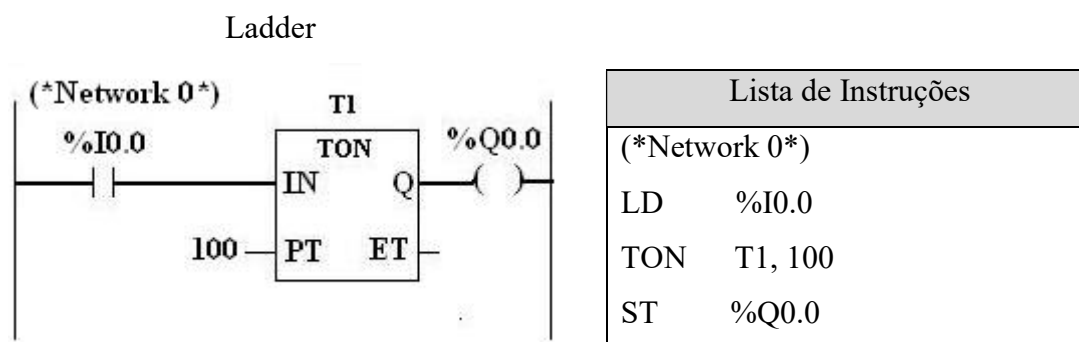 Ladder
(*Network 0*)
T1
%I0.0
TON
%Q0.0
IN Q
100 PT ET
Lista de Instruções
(*Network 0*)
LD %I0.0
TON T1, 100
ST %Q0.0